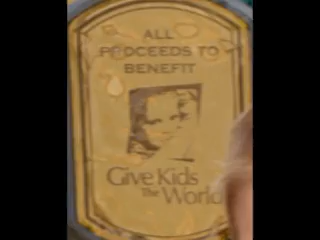 ALL
PROCEEDS TO
BENEFIT
Give Kids
The World